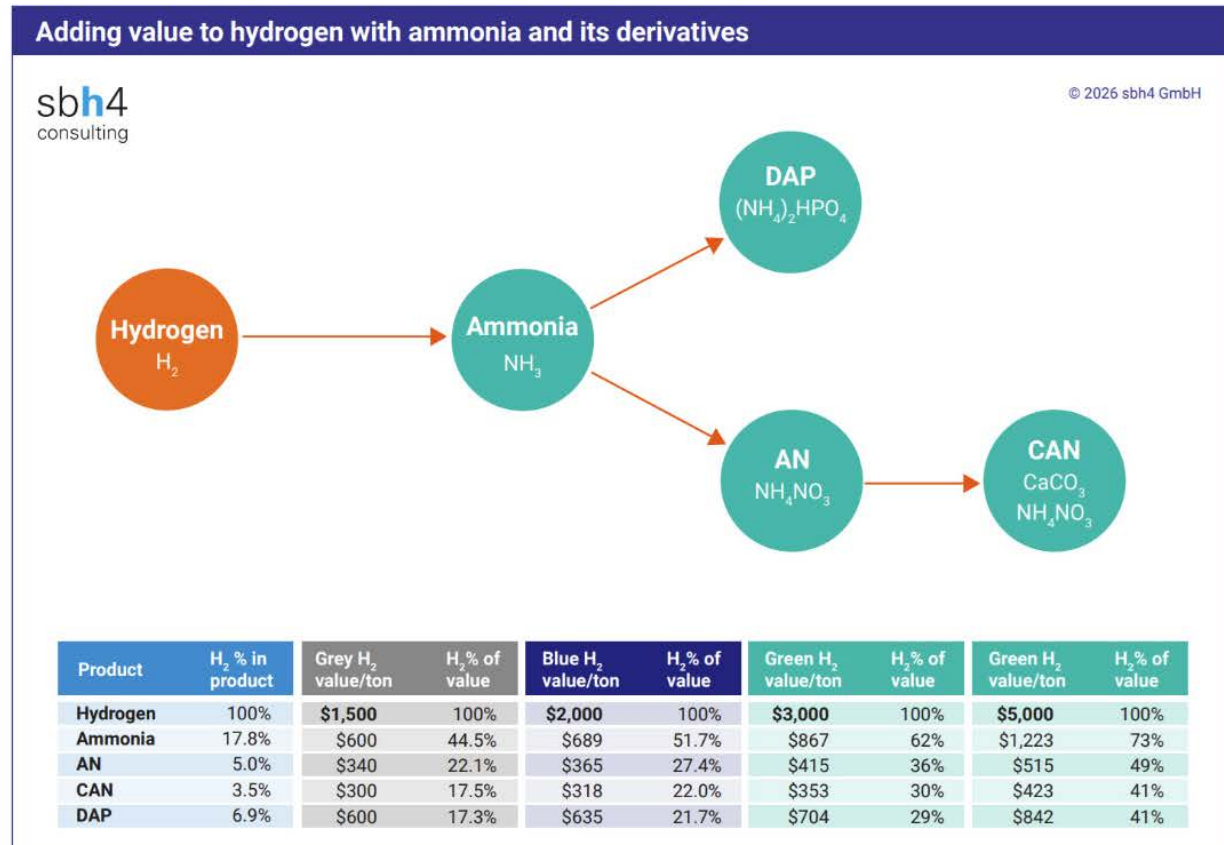 Adding value to hydrogen with ammonia and its derivatives
sbh4
consulting
© 2026 sbh4 GmbH
DAP
(NH₄)₂HPO₄
Hydrogen
H₂
Ammonia
NH₃
AN
NH₄NO₃
CAN
CaCO₃
NH₄NO₃
Product H₂ % in product Grey H₂ value/ton H₂% of value Blue H₂ value/ton H₂% of value Green H₂ value/ton H₂% of value Green H₂ value/ton H₂% of value
Hydrogen 100% $1,500 100% $2,000 100% $3,000 100% $5,000 100%
Ammonia 17.8% $600 44.5% $689 51.7% $867 62% $1,223 73%
AN 5.0% $340 22.1% $365 27.4% $415 36% $515 49%
CAN 3.5% $300 17.5% $318 22.0% $353 30% $423 41%
DAP 6.9% $600 17.3% $635 21.7% $704 29% $842 41%